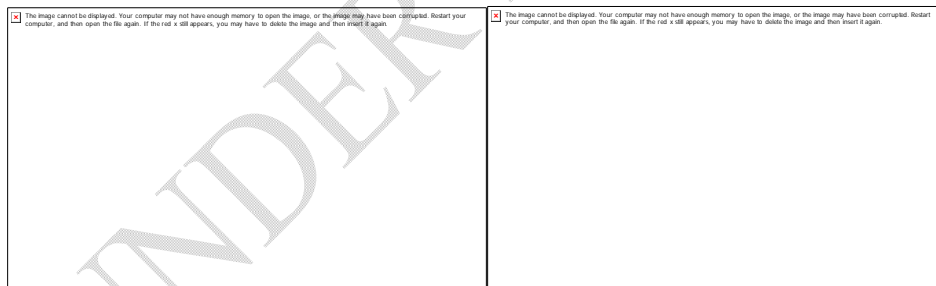 The image cannot be displayed. Your computer may not have enough memory to open the image, or the image may have been corrupted. Restart your
computer, and then open the file again. If the red x still appears, you may have to delete the image and then insert it again.
The image cannot be displayed. Your computer may not have enough memory to open the image, or the image may have been corrupted. Restart
your computer, and then open the file again. If the red x still appears, you may have to delete the image and then insert it again.
UNDER